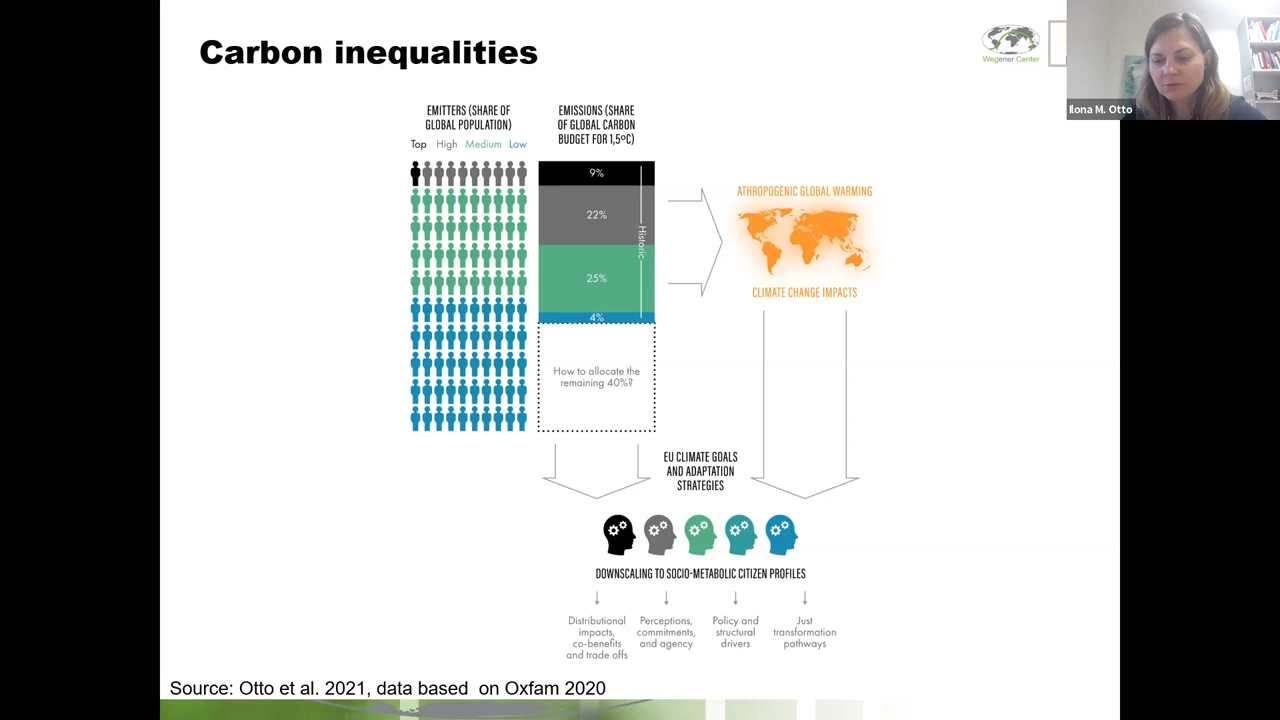 Carbon inequalities
Wegener Center
Ilona M. Otto
EMITTERS (SHARE OF
GLOBAL POPULATION)
Top High Medium Low
EMISSIONS (SHARE
OF GLOBAL CARBON
BUDGET FOR 1,5ºC)
9%
22%
25%
4%
Historic
How to allocate the
remaining 40%?
ATHROPOGENIC GLOBAL WARMING
CLIMATE CHANGE IMPACTS
EU CLIMATE GOALS
AND ADAPTATION
STRATEGIES
DOWNSCALING TO SOCIO-METABOLIC CITIZEN PROFILES
Distributional
impacts,
co-benefits
and trade offs
Perceptions,
commitments,
and agency
Policy and
structural
drivers
Just
transformation
pathways
Source: Otto et al. 2021, data based on Oxfam 2020